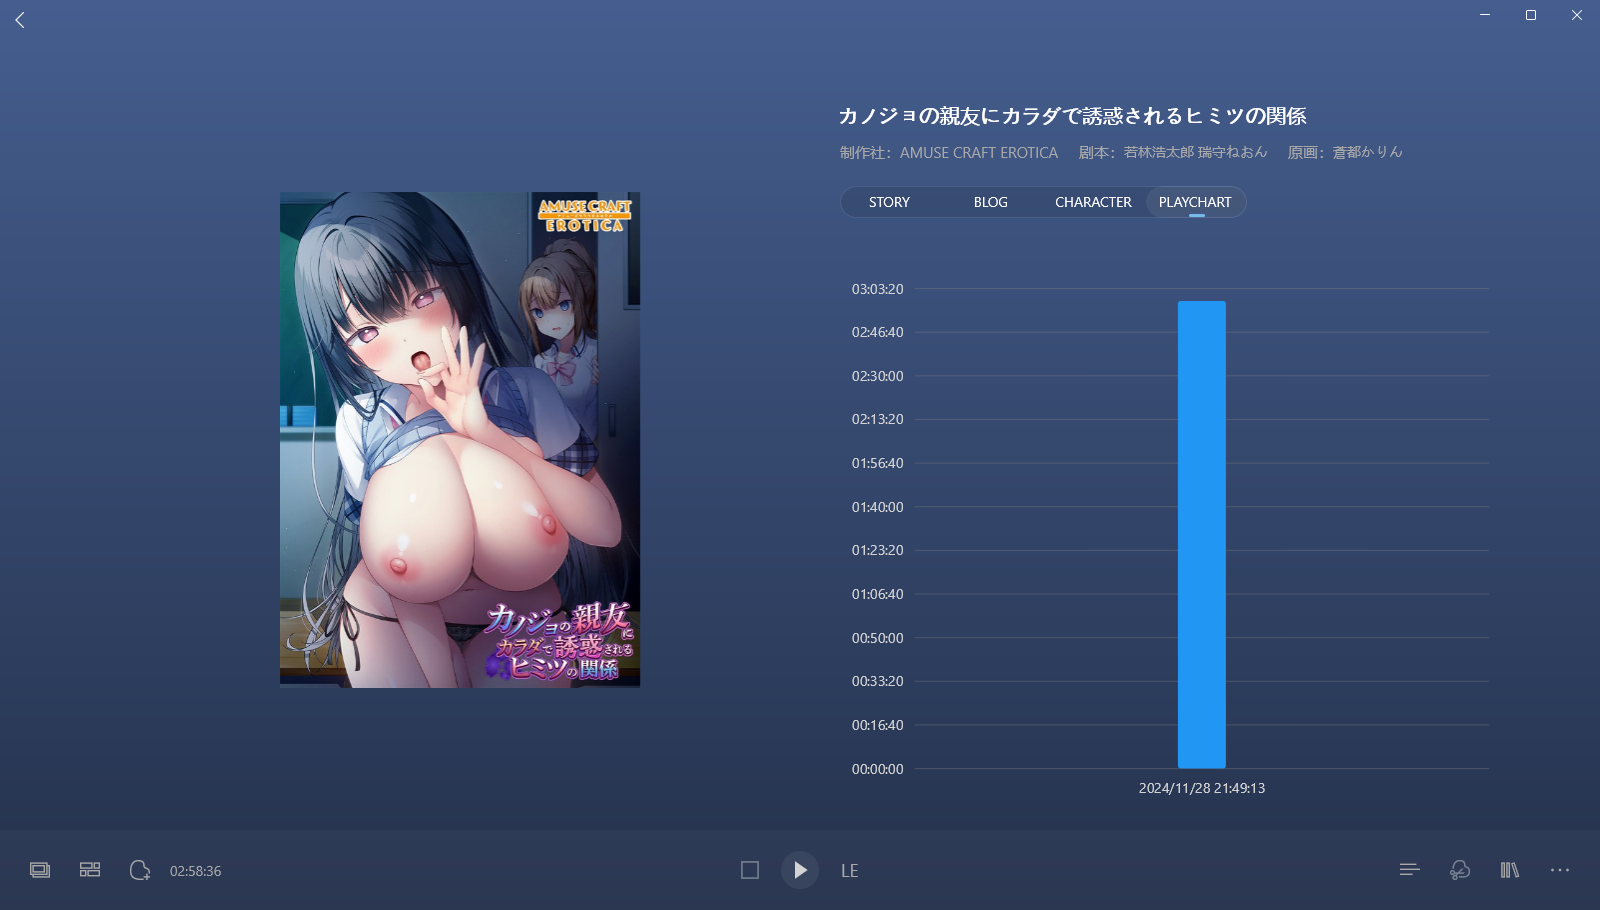 カノジョの親友にカラダで誘惑されるヒミツの関係
制作社：AMUSE CRAFT EROTICA 剧本：若林浩太郎 瑞守ねおん 原画：蒼都かりん
STORY BLOG CHARACTER PLAYCHART
AMUSE CRAFT
EROTICA
カノジョの親友に
カラダで誘惑される
ヒミツの関係
03:03:20
02:46:40
02:30:00
02:13:20
01:56:40
01:40:00
01:23:20
01:06:40
00:50:00
00:33:20
00:16:40
00:00:00
2024/11/28 21:49:13
02:58:36
LE